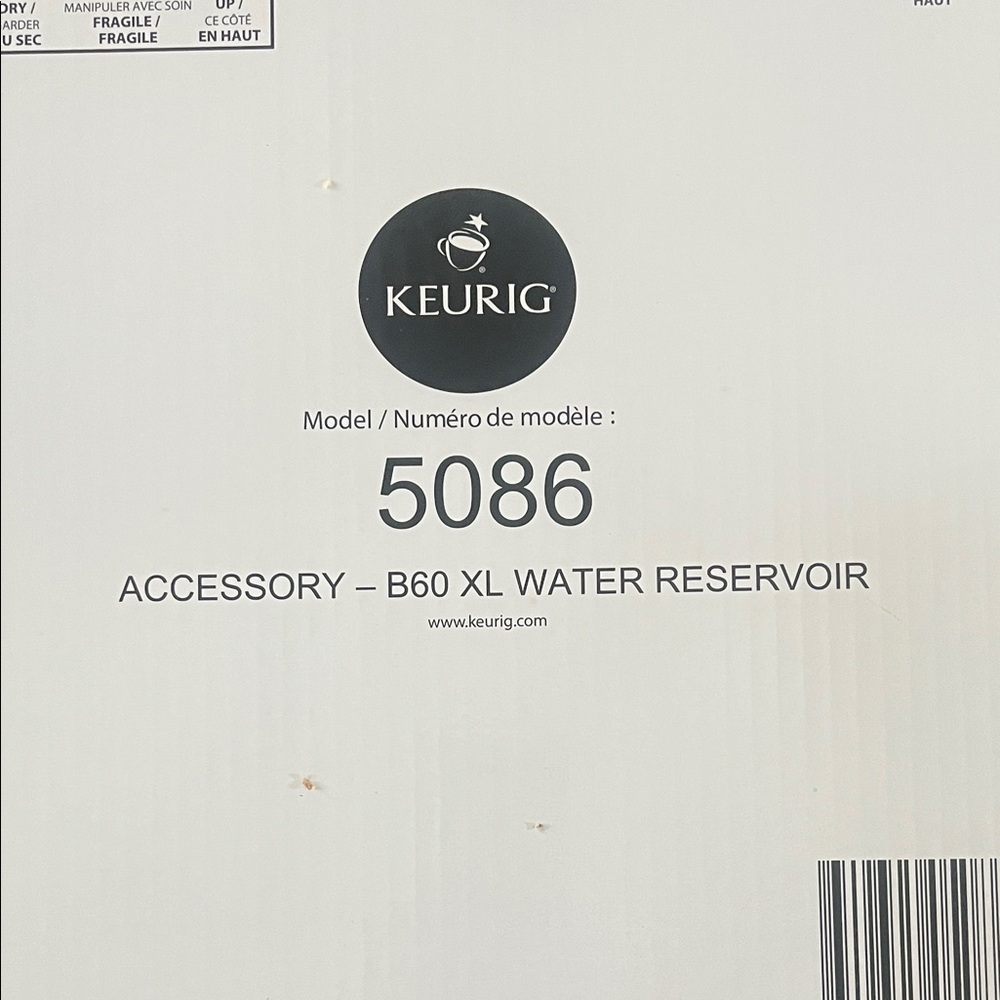 DRY / MANIPULER AVEC SOIN UP /
ARDER FRAGILE / CE CÔTÉ
U SEC FRAGILE EN HAUT
HAUT
KEURIG®
Model / Numéro de modèle :
5086
ACCESSORY – B60 XL WATER RESERVOIR
www.keurig.com